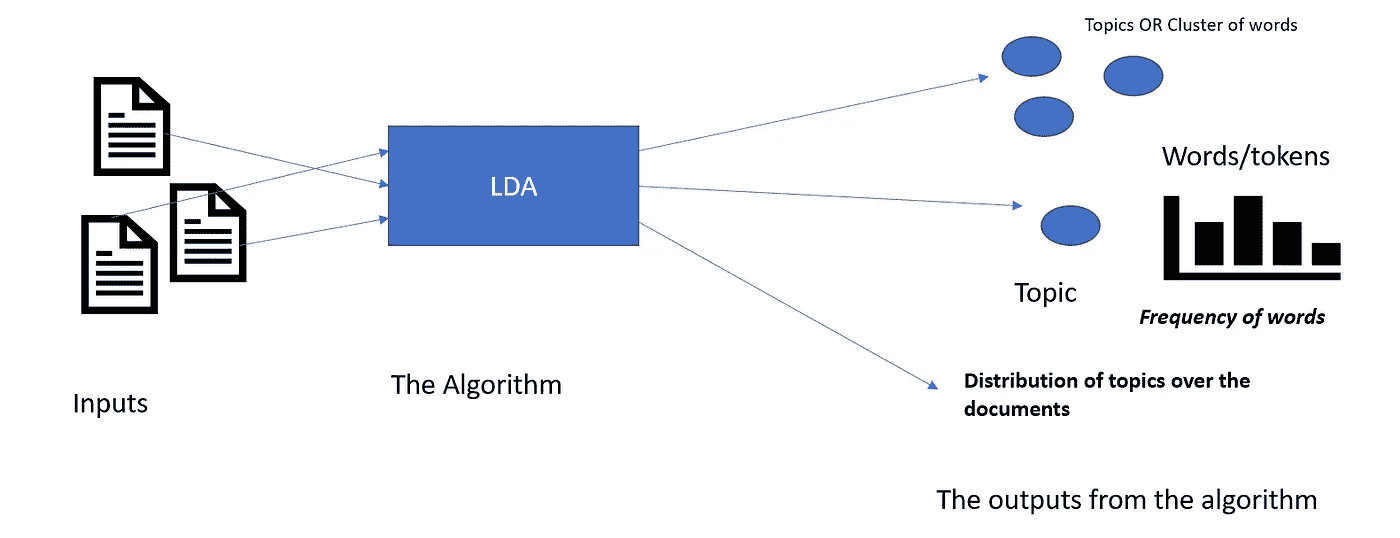 Topics OR Cluster of words
Words/tokens
LDA
Topic
Frequency of words
The Algorithm
Inputs
Distribution of topics over the
documents
The outputs from the algorithm